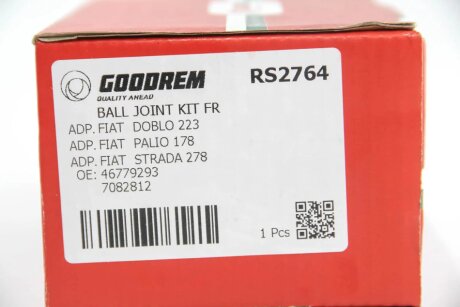 GOODREM RS2764
QUALITY AHEAD
BALL JOINT KIT FR
ADP. FIAT DOBLO 223
ADP. FIAT PALIO 178
ADP. FIAT STRADA 278
OE: 46779293
7082812
1 Pcs